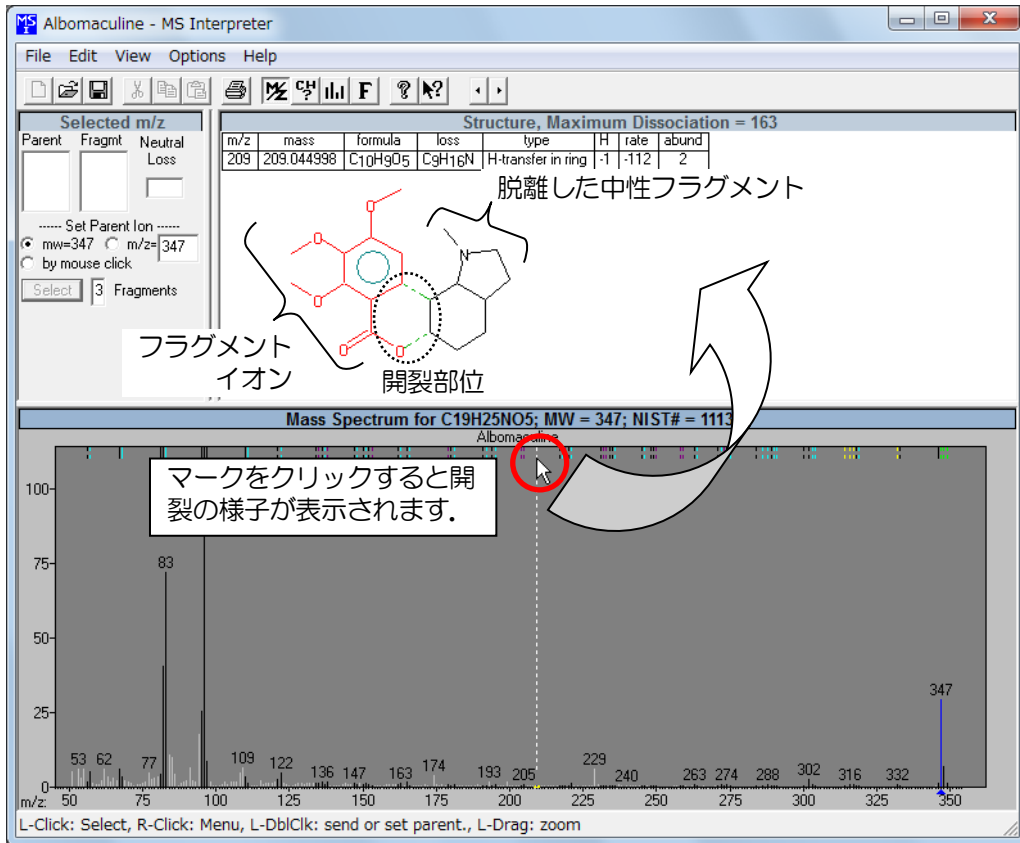 Albomaculine - MS Interpreter
File Edit View Options Help
Selected m/z
Parent Fragmt Neutral Loss
------ Set Parent Ion ------
mw=347 m/z= 347
by mouse click
Select 3 Fragments
Structure, Maximum Dissociation = 163
m/z mass formula loss type H rate abund
209 209.044998 C10H9O5 C9H16N H-transfer in ring -1 -112 2
脱離した中性フラグメント
O
O
N
O
O
O
フラグメント
イオン
開裂部位
Mass Spectrum for C19H25NO5; MW = 347; NIST# = 1113
Albomaculine
マークをクリックすると開
裂の様子が表示されます.
100
75
50
25
0
83
347
53 62 77 109 122 136 147 163 174 193 205 229 240 263 274 288 302 316 332
m/z: 50 75 100 125 150 175 200 225 250 275 300 325 350
L-Click: Select, R-Click: Menu, L-DblClk: send or set parent., L-Drag: zoom